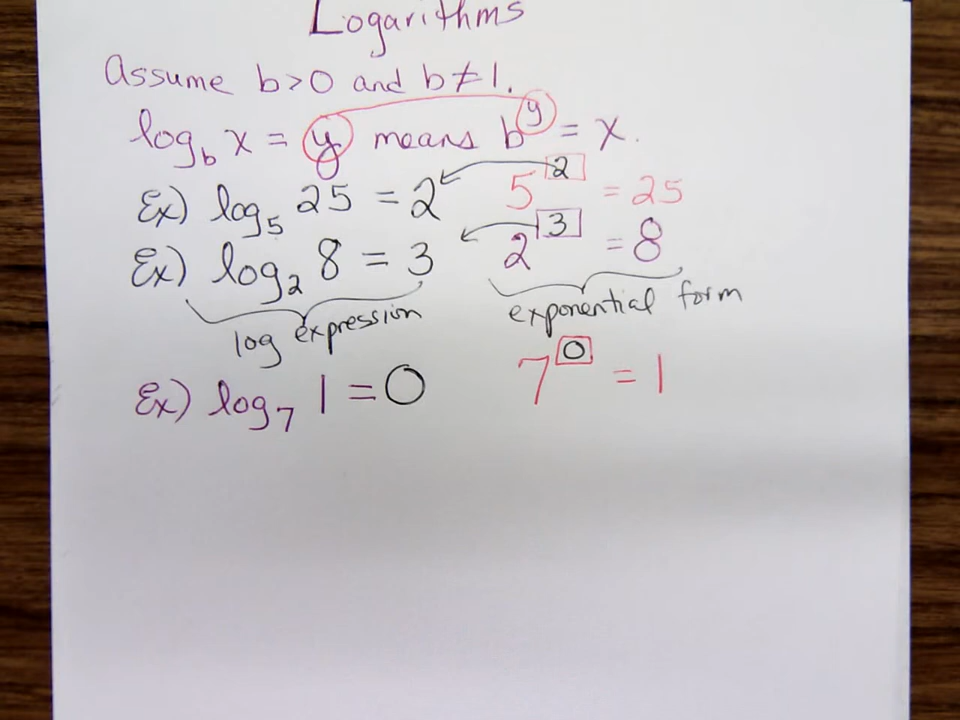 Logarithms
Assume b>0 and b≠1.
log_b x = y means b^y = x.
Ex) log_5 25 = 2 5^2 = 25
Ex) log_2 8 = 3 2^3 = 8
log expression exponential form
Ex) log_7 1 = 0 7^0 = 1